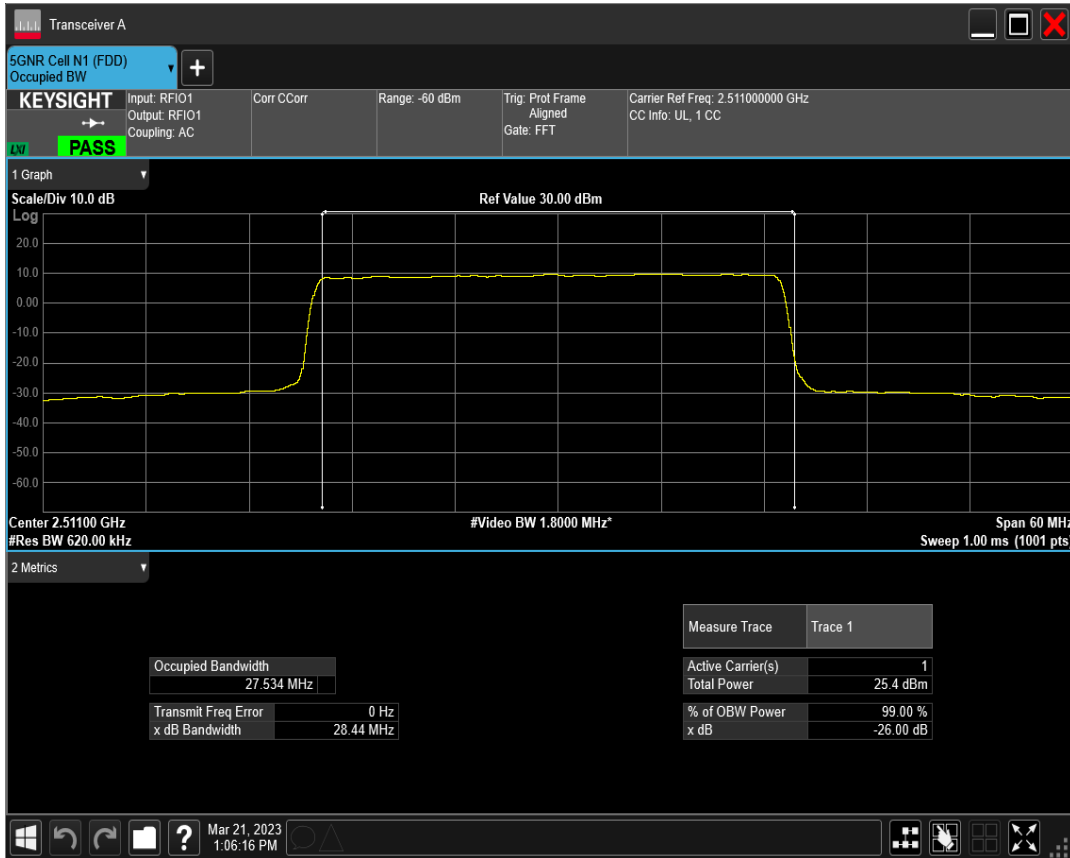 Transceiver A
5GNR Cell N1 (FDD)
Occupied BW
+
KEYSIGHT
LXI
PASS
Input: RFIO1
Output: RFIO1
Coupling: AC
Corr CCorr
Range: -60 dBm
Trig: Prot Frame
Aligned
Gate: FFT
Carrier Ref Freq: 2.511000000 GHz
CC Info: UL, 1 CC
1 Graph
Scale/Div 10.0 dB
Ref Value 30.00 dBm
Log
20.0
10.0
0.00
-10.0
-20.0
-30.0
-40.0
-50.0
-60.0
Center 2.51100 GHz
#Video BW 1.8000 MHz*
Span 60 MHz
#Res BW 620.00 kHz
Sweep 1.00 ms (1001 pts)
2 Metrics
Measure Trace Trace 1
Occupied Bandwidth
27.534 MHz
Active Carrier(s) 1
Total Power 25.4 dBm
Transmit Freq Error 0 Hz
x dB Bandwidth 28.44 MHz
% of OBW Power 99.00 %
x dB -26.00 dB
?
Mar 21, 2023
1:06:16 PM